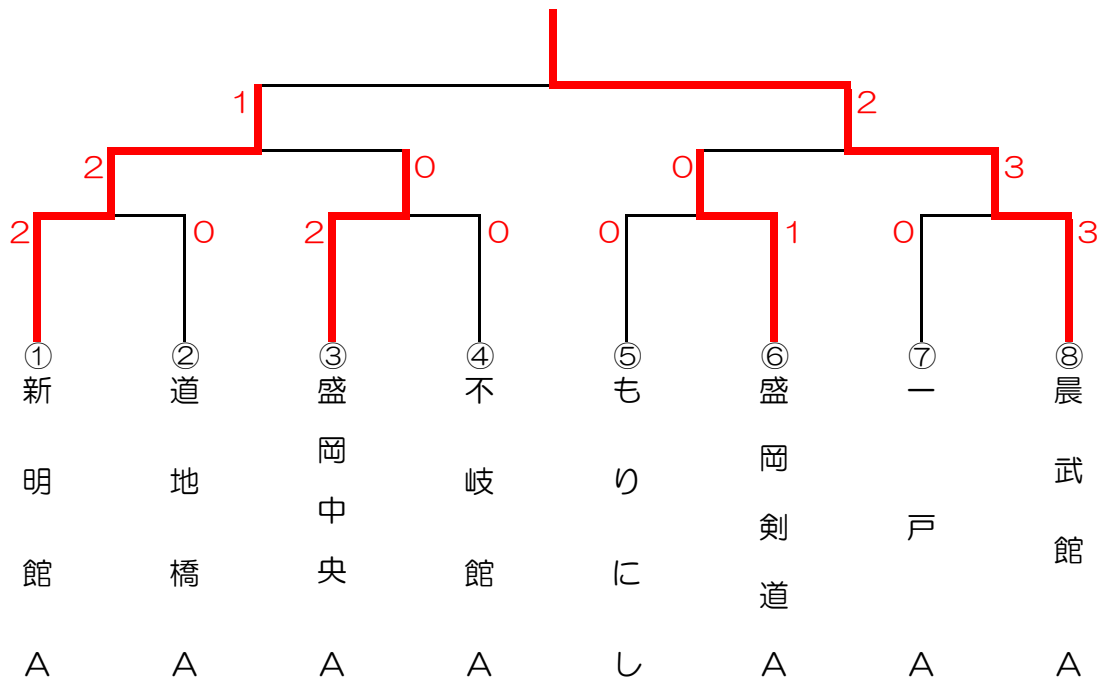 1 2
2 0 0 3
2 0 2 0 0 1 0 3
① ② ③ ④ ⑤ ⑥ ⑦ ⑧
新明館A
道地橋A
盛岡中央A
不岐館A
もりにし
盛岡剣道A
一戸A
晨武館A